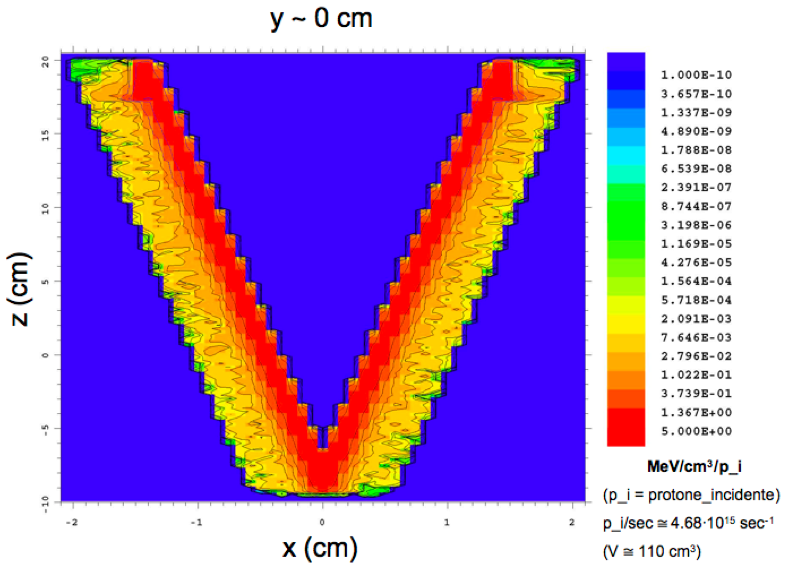 y ~ 0 cm
20
15
10
5
0
-5
-10
z (cm)
-2
-1
0
1
2
x (cm)
1.000E-10
3.657E-10
1.337E-09
4.890E-09
1.788E-08
6.539E-08
2.391E-07
8.744E-07
3.198E-06
1.169E-05
4.276E-05
1.564E-04
5.718E-04
2.091E-03
7.646E-03
2.796E-02
1.022E-01
3.739E-01
1.367E+00
5.000E+00
MeV/cm³/p_i
(p_i = protone_incidente)
p_i/sec ≅ 4.68·10¹⁵ sec⁻¹
(V ≅ 110 cm³)